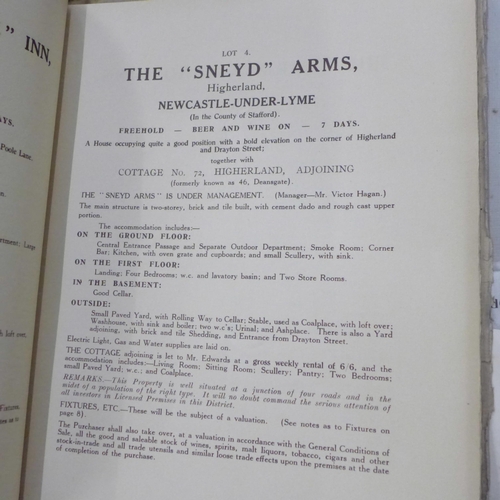 " INN,
AYS.
Poole Lane.
rtment; Large
ith loft over.
Fixtures,
o as to
LOT 4.
THE “SNEYD” ARMS,
Higherland,
NEWCASTLE-UNDER-LYME
(In the County of Stafford).
FREEHOLD — BEER AND WINE ON — 7 DAYS.
A House occupying quite a good position with a bold elevation on the corner of Higherland
and Drayton Street;
together with
COTTAGE No. 72, HIGHERLAND, ADJOINING
(formerly known as 46, Deansgate).
THE “SNEYD ARMS” IS UNDER MANAGEMENT. (Manager—Mr. Victor Hagan.)
The main structure is two-storey, brick and tile built, with cement dado and rough cast upper
portion.
The accommodation includes:—
ON THE GROUND FLOOR:
Central Entrance Passage and Separate Outdoor Department; Smoke Room; Corner
Bar; Kitchen, with oven grate and cupboards; and small Scullery, with sink.
ON THE FIRST FLOOR:
Landing; Four Bedrooms; w.c. and lavatory basin; and Two Store Rooms.
IN THE BASEMENT:
Good Cellar.
OUTSIDE:
Small Paved Yard, with Rolling Way to Cellar; Stable, used as Coalplace, with loft over;
Washhouse, with sink and boiler; two w.c's; Urinal; and Ashplace. There is also a Yard
adjoining, with brick and tile Shedding, and Entrance from Drayton Street.
Electric Light, Gas and Water supplies are laid on.
THE COTTAGE adjoining is let to Mr. Edwards at a gross weekly rental of 6/6, and the
accommodation includes:—Living Room; Sitting Room; Scullery; Pantry; Two Bedrooms;
small Paved Yard; w.c.; and Coalplace.
REMARKS.—This Property is well situated at a junction of four roads and in the
midst of a population of the right type. It will no doubt command the serious attention of
all investors in Licensed Premises in this District.
FIXTURES, ETC.—These will be the subject of a valuation. (See notes as to Fixtures on
page 8).
The Purchaser shall also take over, at a valuation in accordance with the General Conditions of
Sale, all the good and saleable stock of wines, spirits, malt liquors, tobacco, cigars and other
stock-in-trade and all trade utensils and similar loose trade effects upon the premises at the date
of completion of the purchase.